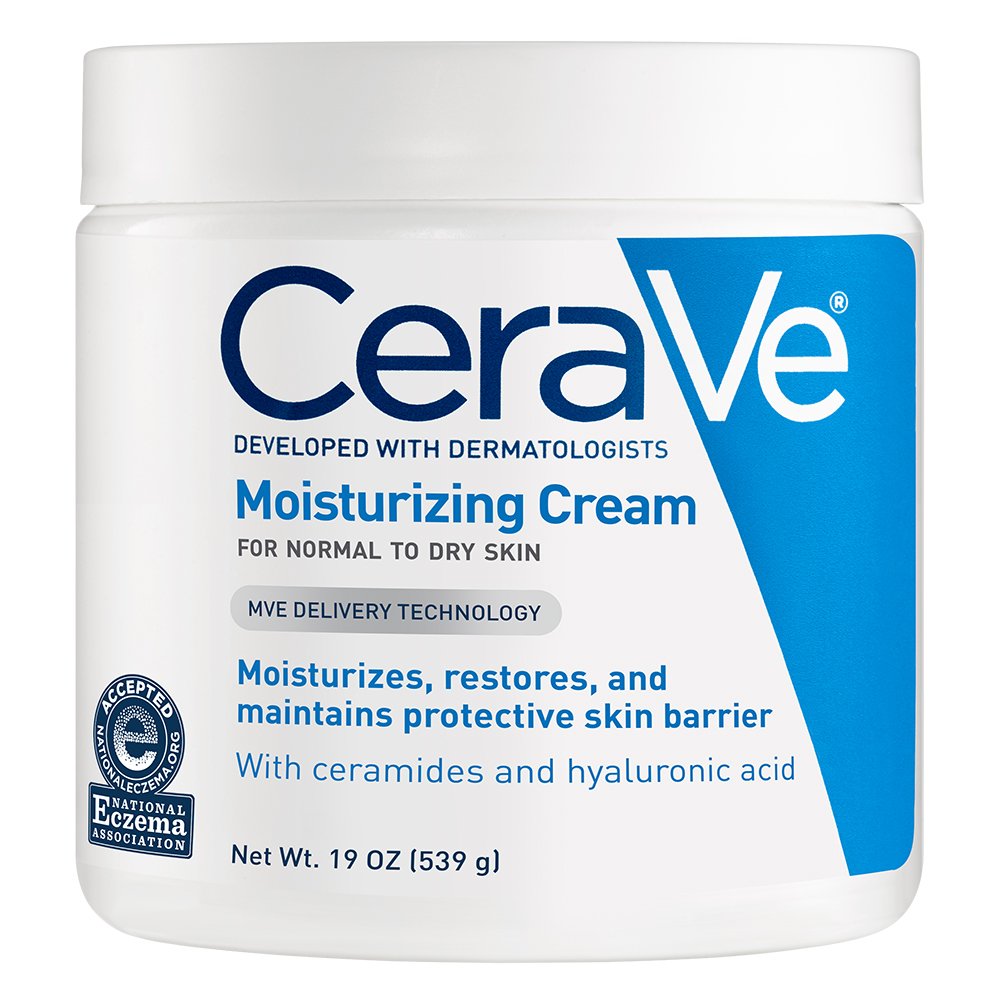 CeraVe®
DEVELOPED WITH DERMATOLOGISTS
Moisturizing Cream
FOR NORMAL TO DRY SKIN
MVE DELIVERY TECHNOLOGY
Moisturizes, restores, and
maintains protective skin barrier
With ceramides and hyaluronic acid
Net Wt. 19 OZ (539 g)
ACCEPTED
e
NATIONALECZEMA.ORG
NATIONAL
Eczema
ASSOCIATION